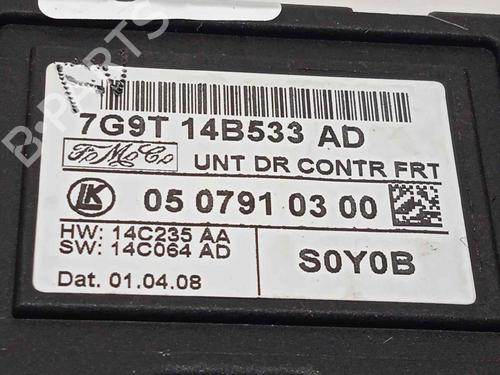 7G9T 14B533 AD
FoMoCo UNT DR CONTR FRT
LK 05 0791 03 00
HW: 14C235 AA
SW: 14C064 AD
S0Y0B
Dat. 01.04.08
B-PARTS